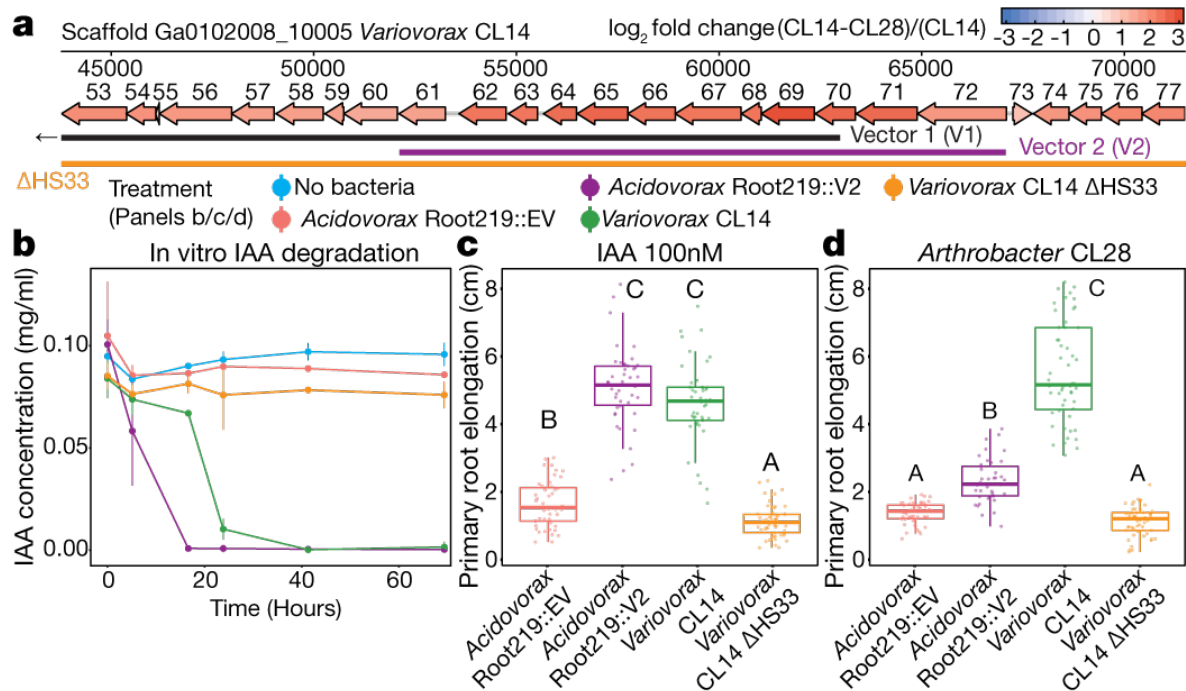 a
Scaffold Ga0102008_10005 Variovorax CL14
log2 fold change (CL14-CL28)/(CL14)
-3 -2 -1 0 1 2 3
45000 50000 55000 60000 65000 70000
53 54 55 56 57 58 59 60 61 62 63 64 65 66 67 68 69 70 71 72 73 74 75 76 77
← Vector 1 (V1)
Vector 2 (V2)
ΔHS33
Treatment
(Panels b/c/d)
No bacteria
Acidovorax Root219::V2
Variovorax CL14 ΔHS33
Acidovorax Root219::EV
Variovorax CL14
b
In vitro IAA degradation
IAA concentration (mg/ml)
0.10
0.05
0.00
0 20 40 60
Time (Hours)
c
IAA 100nM
Primary root elongation (cm)
8
6
4
2
0
B
C
C
A
Acidovorax
Root219::EV
Acidovorax
Root219::V2
Variovorax
CL14
Variovorax
CL14 ΔHS33
d
Arthrobacter CL28
Primary root elongation (cm)
8
6
4
2
0
A
B
C
A
Acidovorax
Root219::EV
Acidovorax
Root219::V2
Variovorax
CL14
Variovorax
CL14 ΔHS33